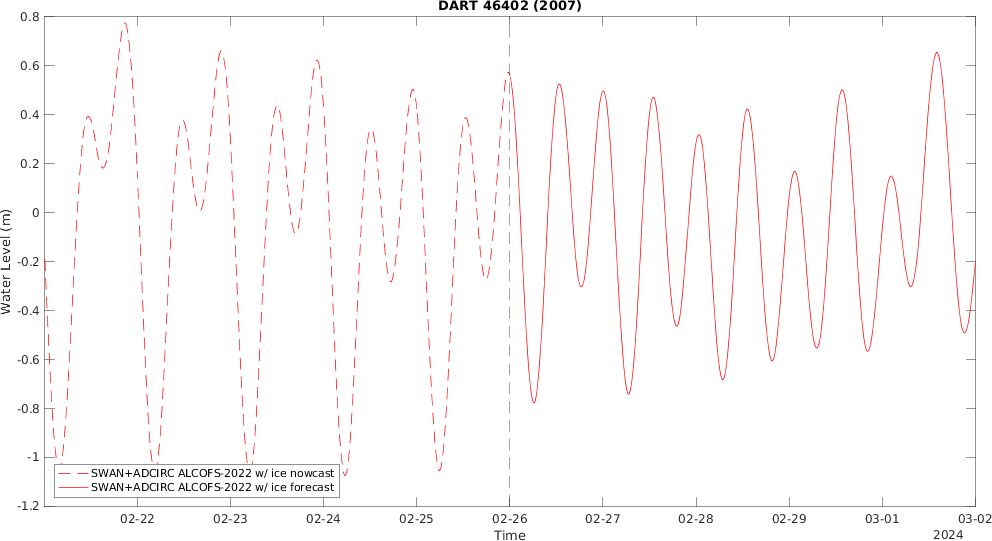 DART 46402 (2007)
0.8
0.6
0.4
0.2
0
-0.2
-0.4
-0.6
-0.8
-1
-1.2
Water Level (m)
SWAN+ADCIRC ALCOFS-2022 w/ ice nowcast
SWAN+ADCIRC ALCOFS-2022 w/ ice forecast
02-22 02-23 02-24 02-25 02-26 02-27 02-28 02-29 03-01 03-02
Time
2024